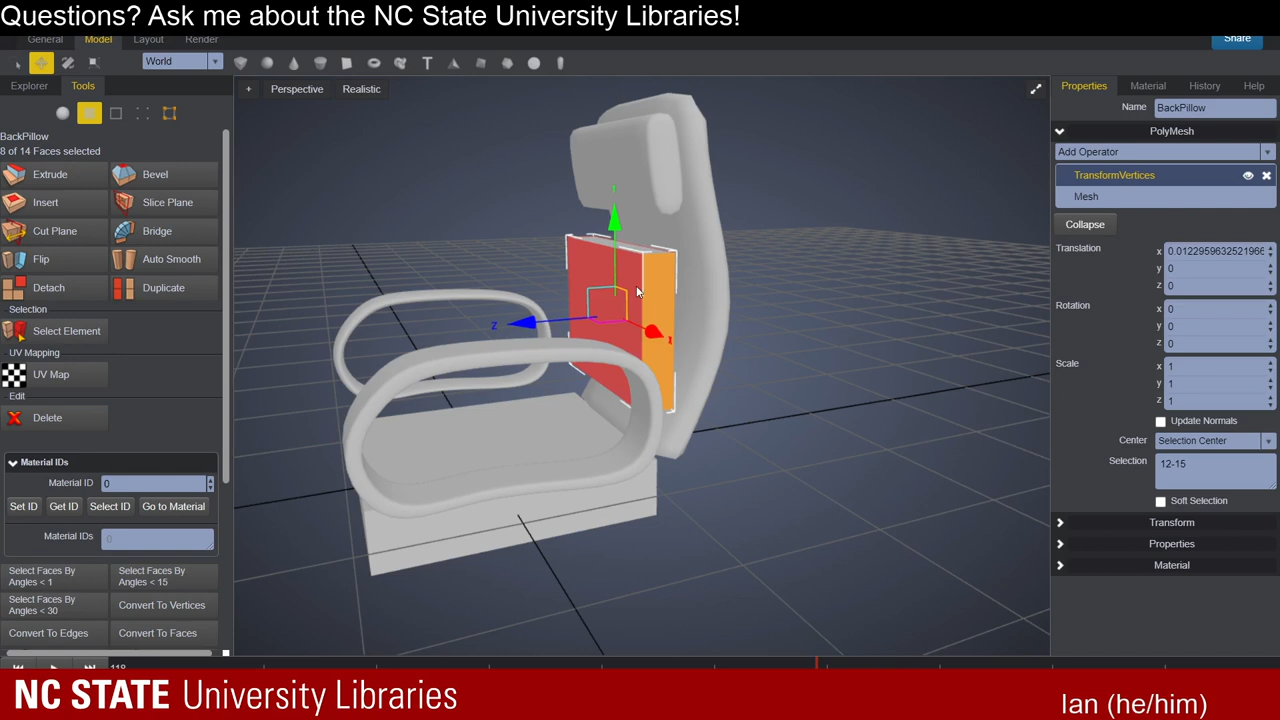 Questions? Ask me about the NC State University Libraries!
General Model Layout Render Share
World
Explorer Tools
+ Perspective Realistic
Properties Material History Help
Name BackPillow
PolyMesh
Add Operator
TransformVertices
Mesh
Collapse
Translation x 0.0122959632521966
y 0
z 0
Rotation x 0
y 0
z 0
Scale x 1
y 1
z 1
Update Normals
Center Selection Center
Selection 12-15
Soft Selection
Transform
Properties
Material
BackPillow
8 of 14 Faces selected
Extrude Bevel
Insert Slice Plane
Cut Plane Bridge
Flip Auto Smooth
Detach Duplicate
Selection
Select Element
UV Mapping
UV Map
Edit
Delete
Material IDs
Material ID 0
Set ID Get ID Select ID Go to Material
Material IDs 0
Select Faces By Angles < 1
Select Faces By Angles < 15
Select Faces By Angles < 30
Convert To Vertices
Convert To Edges Convert To Faces
z
118
NC STATE University Libraries
Ian (he/him)